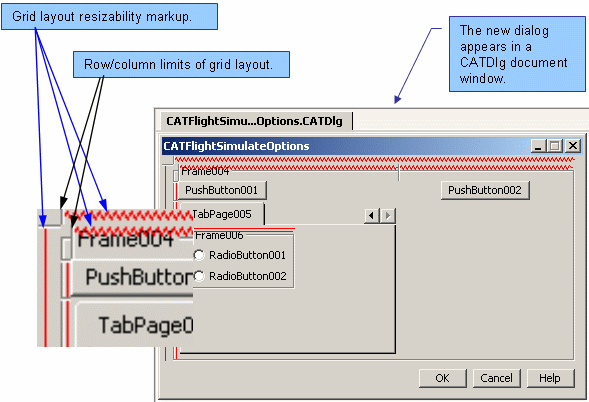 Grid layout resizability markup.
Row/column limits of grid layout.
The new dialog
appears in a
CATDlg document
window.
CATFlightSimu...Options.CATDlg
CATFlightSimulateOptions
Frame004
PushButton001
PushButton002
TabPage005
Frame006
RadioButton001
RadioButton002
Frame004
PushButton
TabPage0
OK
Cancel
Help